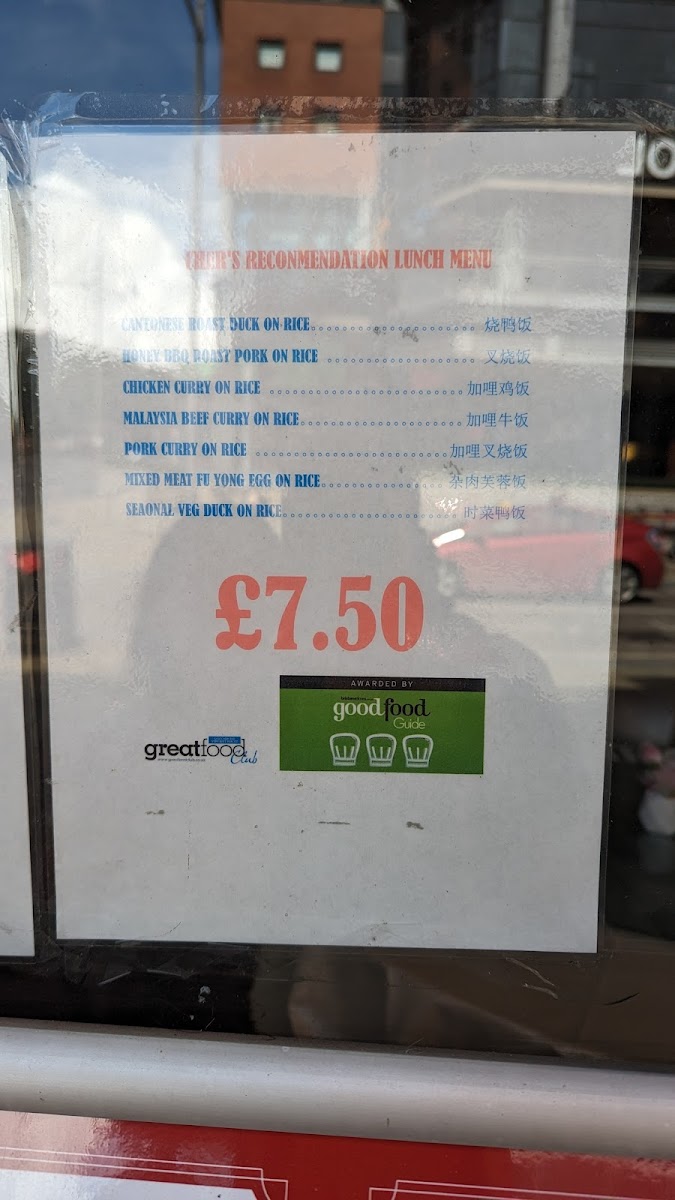 CHEF'S RECONMENDATION LUNCH MENU
CANTONESE ROAST DUCK ON RICE 烧鸭饭
HONEY BBQ ROAST PORK ON RICE 叉烧饭
CHICKEN CURRY ON RICE 加哩鸡饭
MALAYSIA BEEF CURRY ON RICE 加哩牛饭
PORK CURRY ON RICE 加哩叉烧饭
MIXED MEAT FU YONG EGG ON RICE 杂肉芙蓉饭
SEAONAL VEG DUCK ON RICE 时菜鸭饭
£7.50
AWARDED BY
goodfood
Guide
greatfood
Club